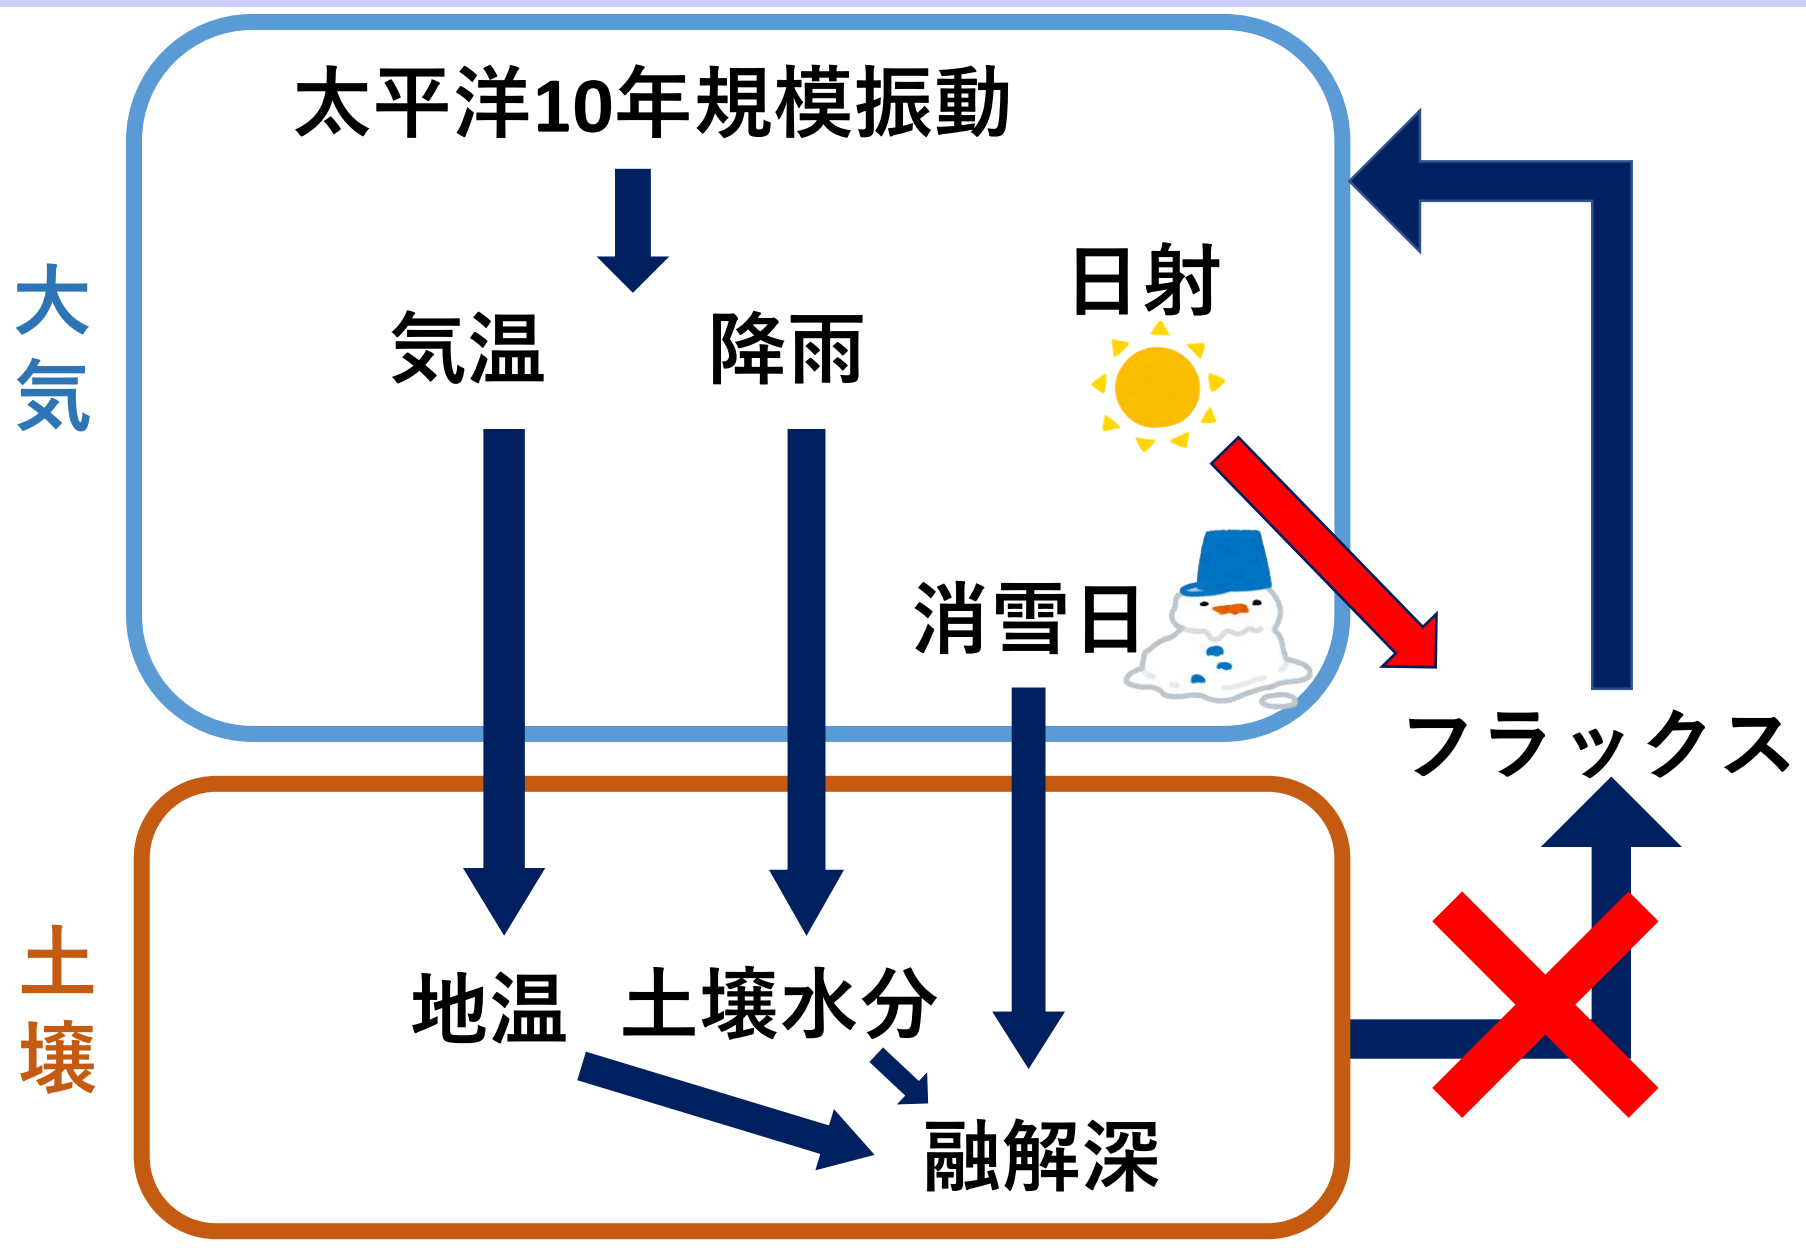 太平洋10年規模振動
大気
気温
降雨
日射
消雪日
フラックス
土壌
地温
土壌水分
融解深